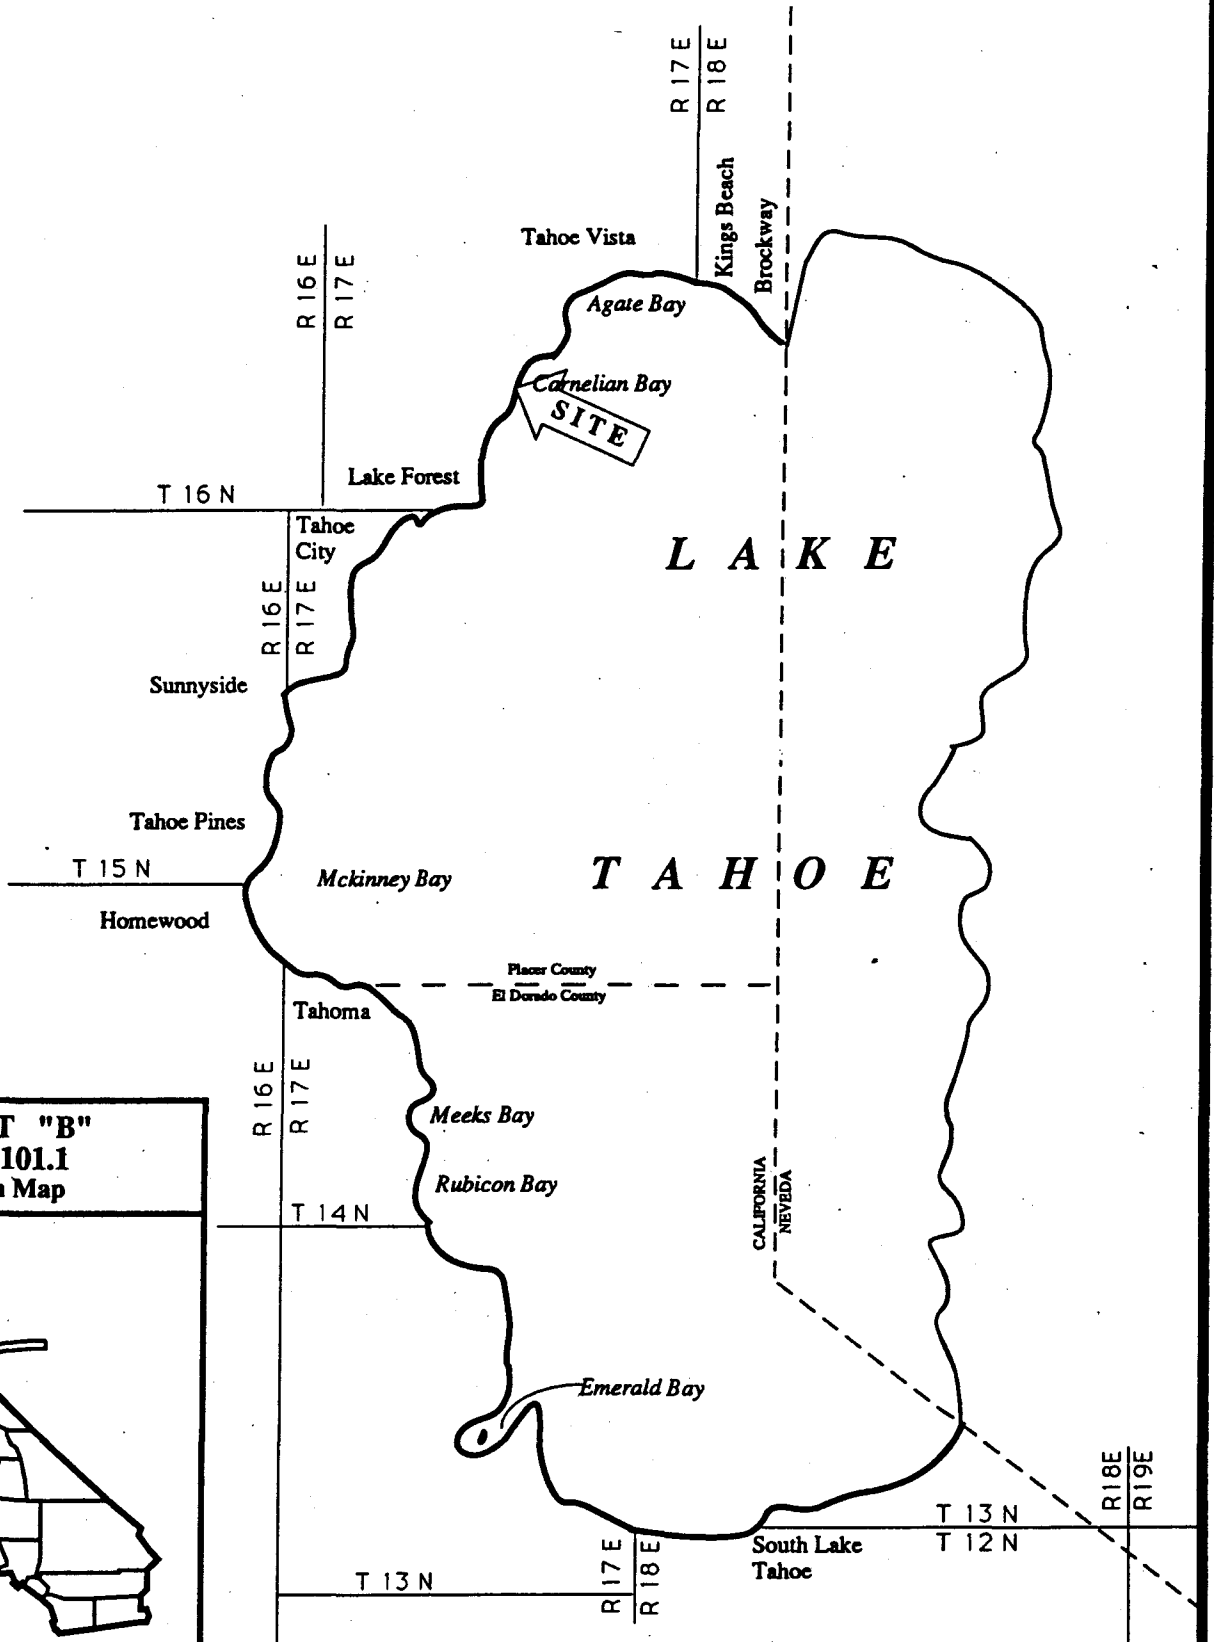 R 17 E
R 18 E
Kings Beach
Brockway
Tahoe Vista
R 16 E
R 17 E
Agate Bay
Carnelian Bay
SITE
Lake Forest
T 16 N
Tahoe
City
LAKE
R 16 E
R 17 E
Sunnyside
Tahoe Pines
T 15 N
Mckinney Bay
TAHOE
Homewood
Placer County
El Dorado County
Tahoma
R 16 E
R 17 E
Meeks Bay
"B"
101.1
Map
Rubicon Bay
CALIFORNIA
NEVEDA
T 14 N
Emerald Bay
R18E
R19E
T 13 N
South Lake
Tahoe
T 12 N
R 17 E
R 18 E
T 13 N